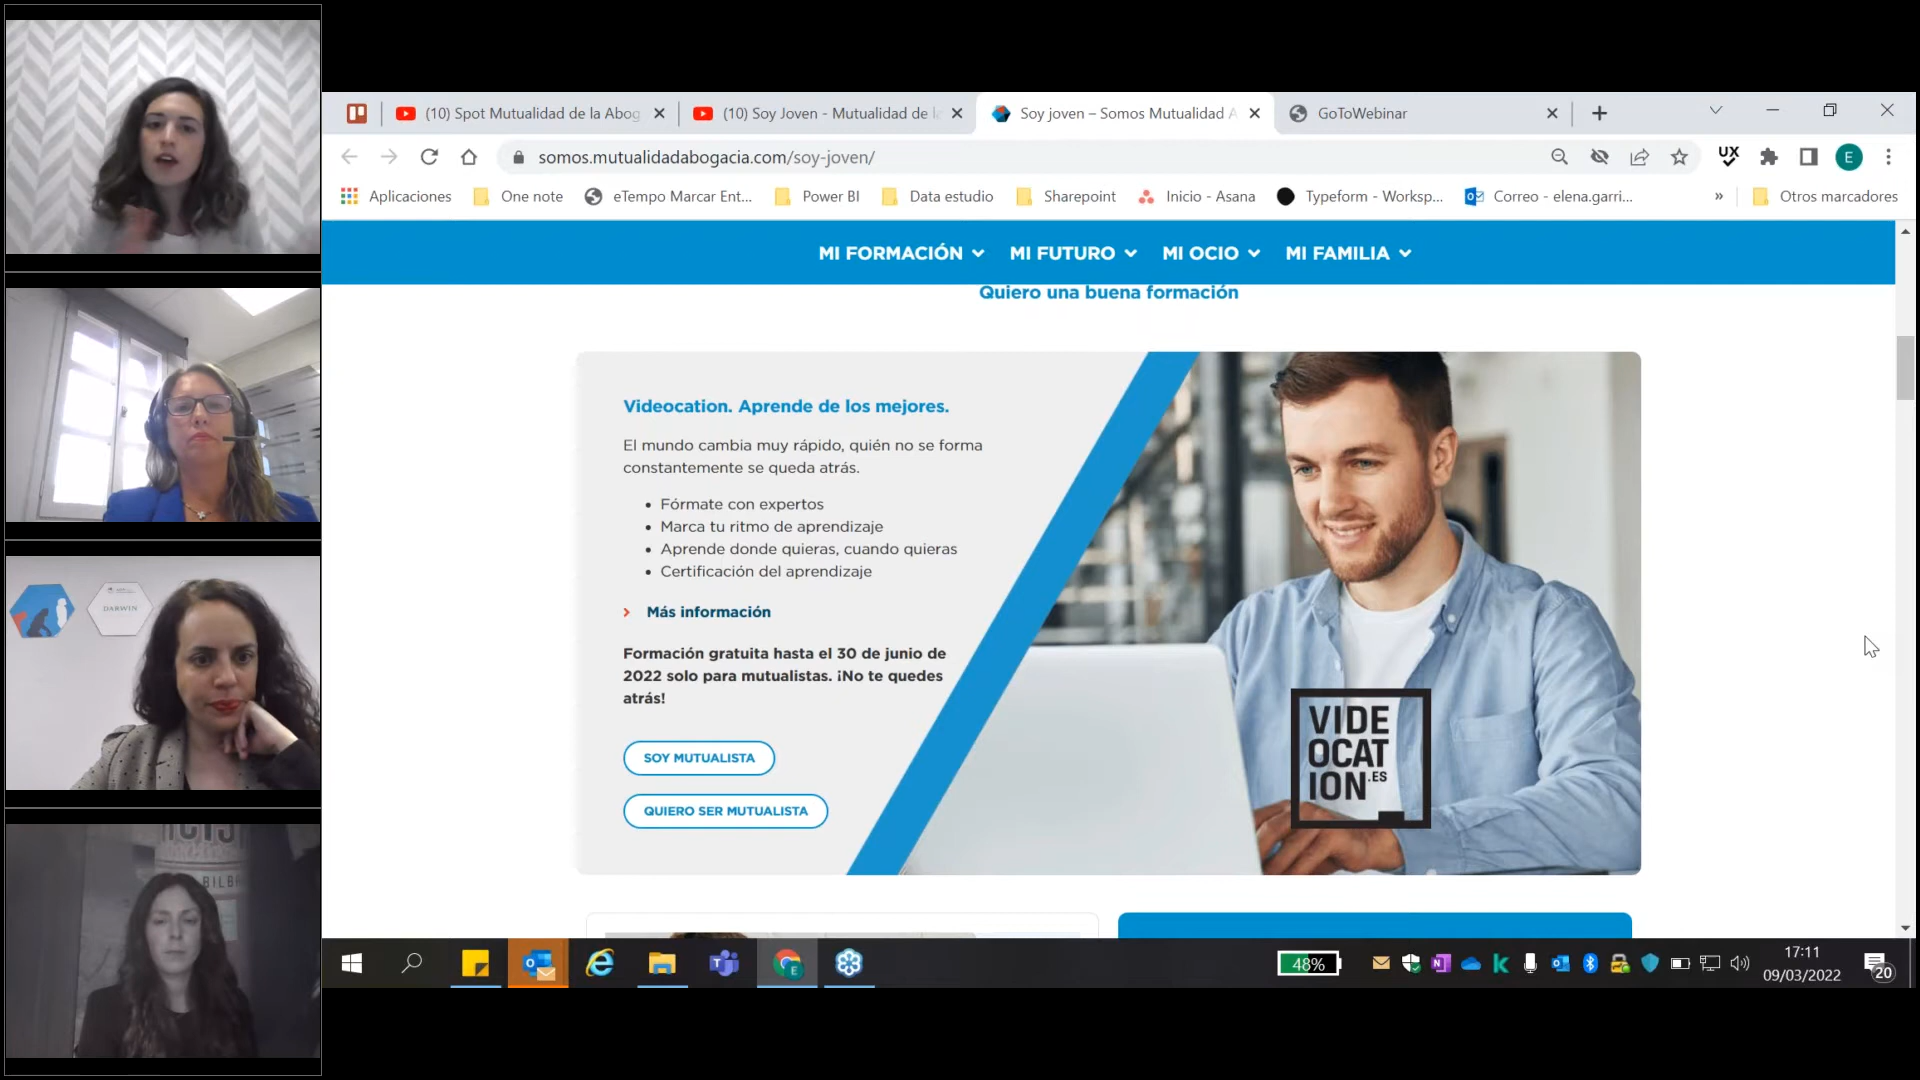 (10) Spot Mutualidad de la Abog
(10) Soy Joven - Mutualidad de l
Soy joven – Somos Mutualidad A
GoToWebinar
somos.mutualidadabogacia.com/soy-joven/
UX
E
Aplicaciones
One note
eTempo Marcar Ent...
Power BI
Data estudio
Sharepoint
Inicio - Asana
Typeform - Worksp...
Correo - elena.garri...
»
Otros marcadores
MI FORMACIÓN
MI FUTURO
MI OCIO
MI FAMILIA
Quiero una buena formación
Videocation. Aprende de los mejores.
El mundo cambia muy rápido, quién no se forma
constantemente se queda atrás.
• Fórmate con expertos
• Marca tu ritmo de aprendizaje
• Aprende donde quieras, cuando quieras
• Certificación del aprendizaje
Más información
Formación gratuita hasta el 30 de junio de
2022 solo para mutualistas. ¡No te quedes
atrás!
SOY MUTUALISTA
QUIERO SER MUTUALISTA
VIDE
OCAT
ION.ES
DARWIN
BILB
48%
17:11
09/03/2022
20